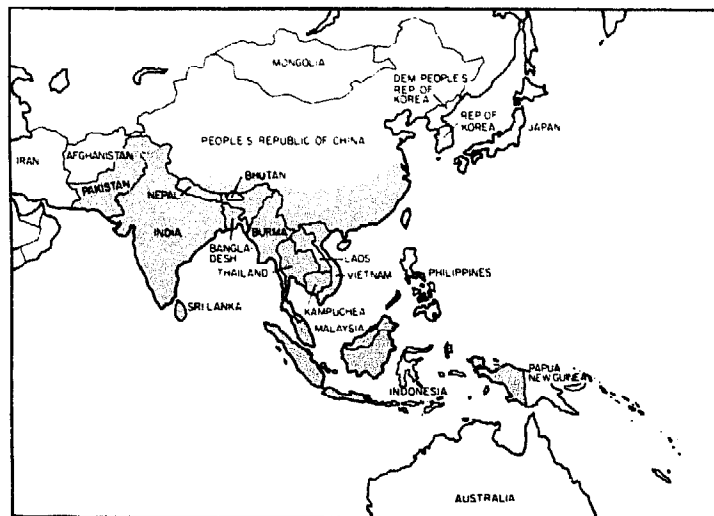 MONGOLIA
DEM PEOPLE'S
REP OF
KOREA
REP OF
KOREA
JAPAN
PEOPLE'S REPUBLIC OF CHINA
IRAN
AFGHANISTAN
PAKISTAN
NEPAL
BHUTAN
INDIA
BURMA
BANGLA-
DESH
THAILAND
LAOS
VIETNAM
PHILIPPINES
SRI LANKA
KAMPUCHEA
MALAYSIA
INDONESIA
PAPUA
NEW GUINEA
AUSTRALIA